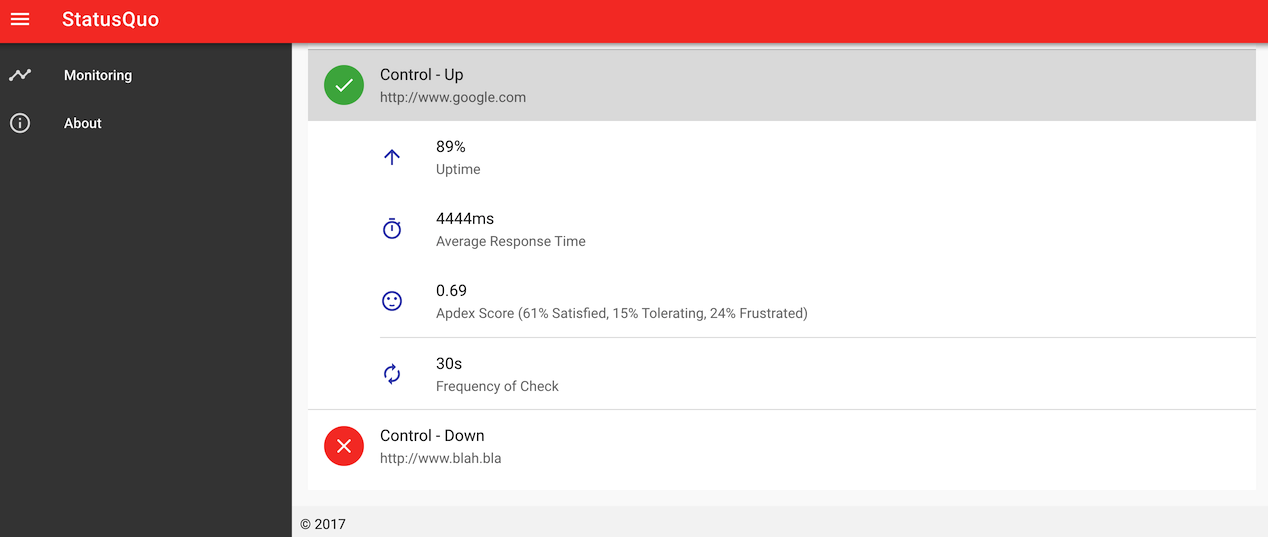 StatusQuo
Monitoring
About
Control - Up
http://www.google.com
89%
Uptime
4444ms
Average Response Time
0.69
Apdex Score (61% Satisfied, 15% Tolerating, 24% Frustrated)
30s
Frequency of Check
Control - Down
http://www.blah.bla
© 2017